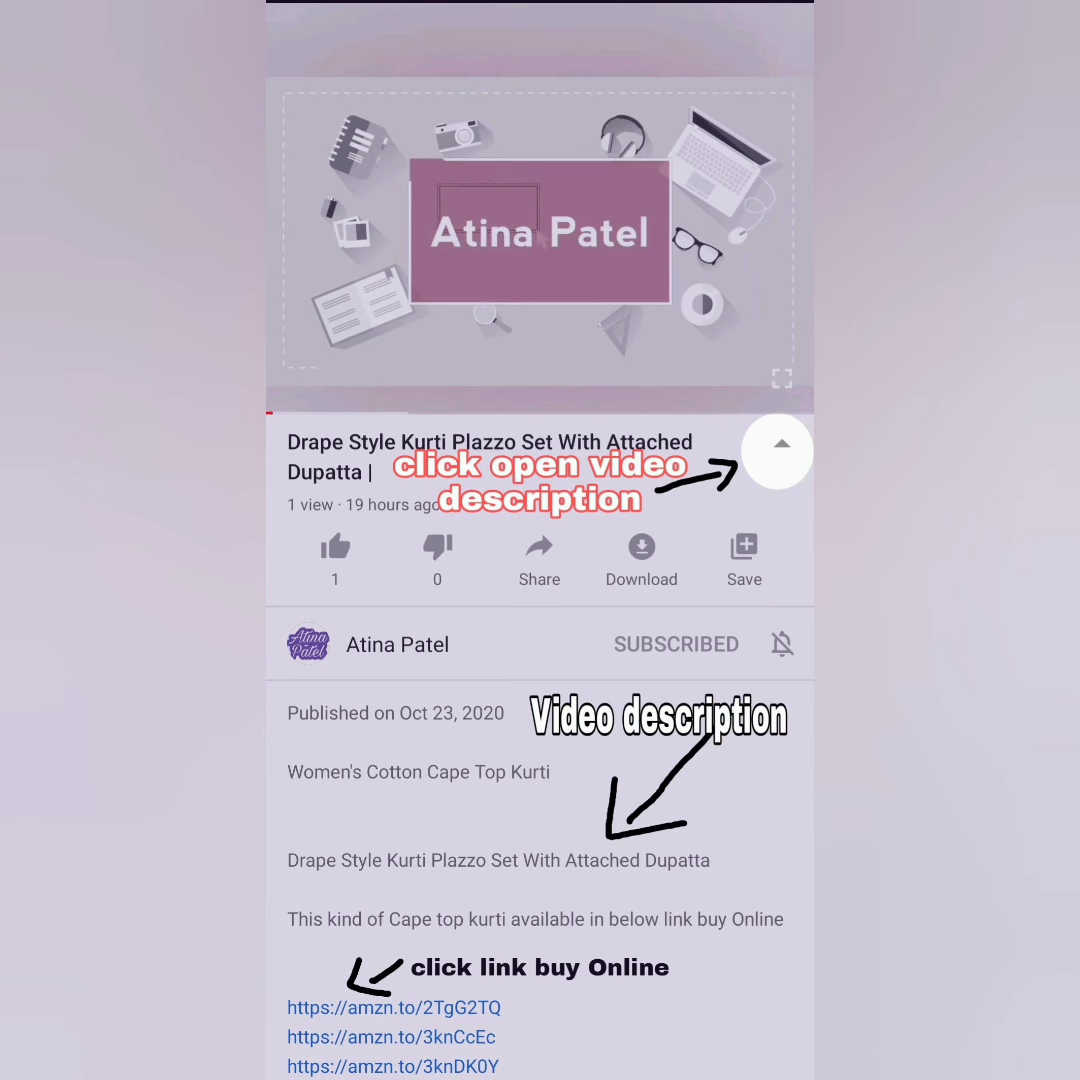 Atina Patel
Drape Style Kurti Plazzo Set With Attached
Dupatta |
click open video
description
1 view · 19 hours ago
1
0
Share
Download
Save
Atina Patel
Atina Patel
SUBSCRIBED
Published on Oct 23, 2020
Video description
Women's Cotton Cape Top Kurti
Drape Style Kurti Plazzo Set With Attached Dupatta
This kind of Cape top kurti available in below link buy Online
click link buy Online
https://amzn.to/2TgG2TQ
https://amzn.to/3knCcEc
https://amzn.to/3knDK0Y